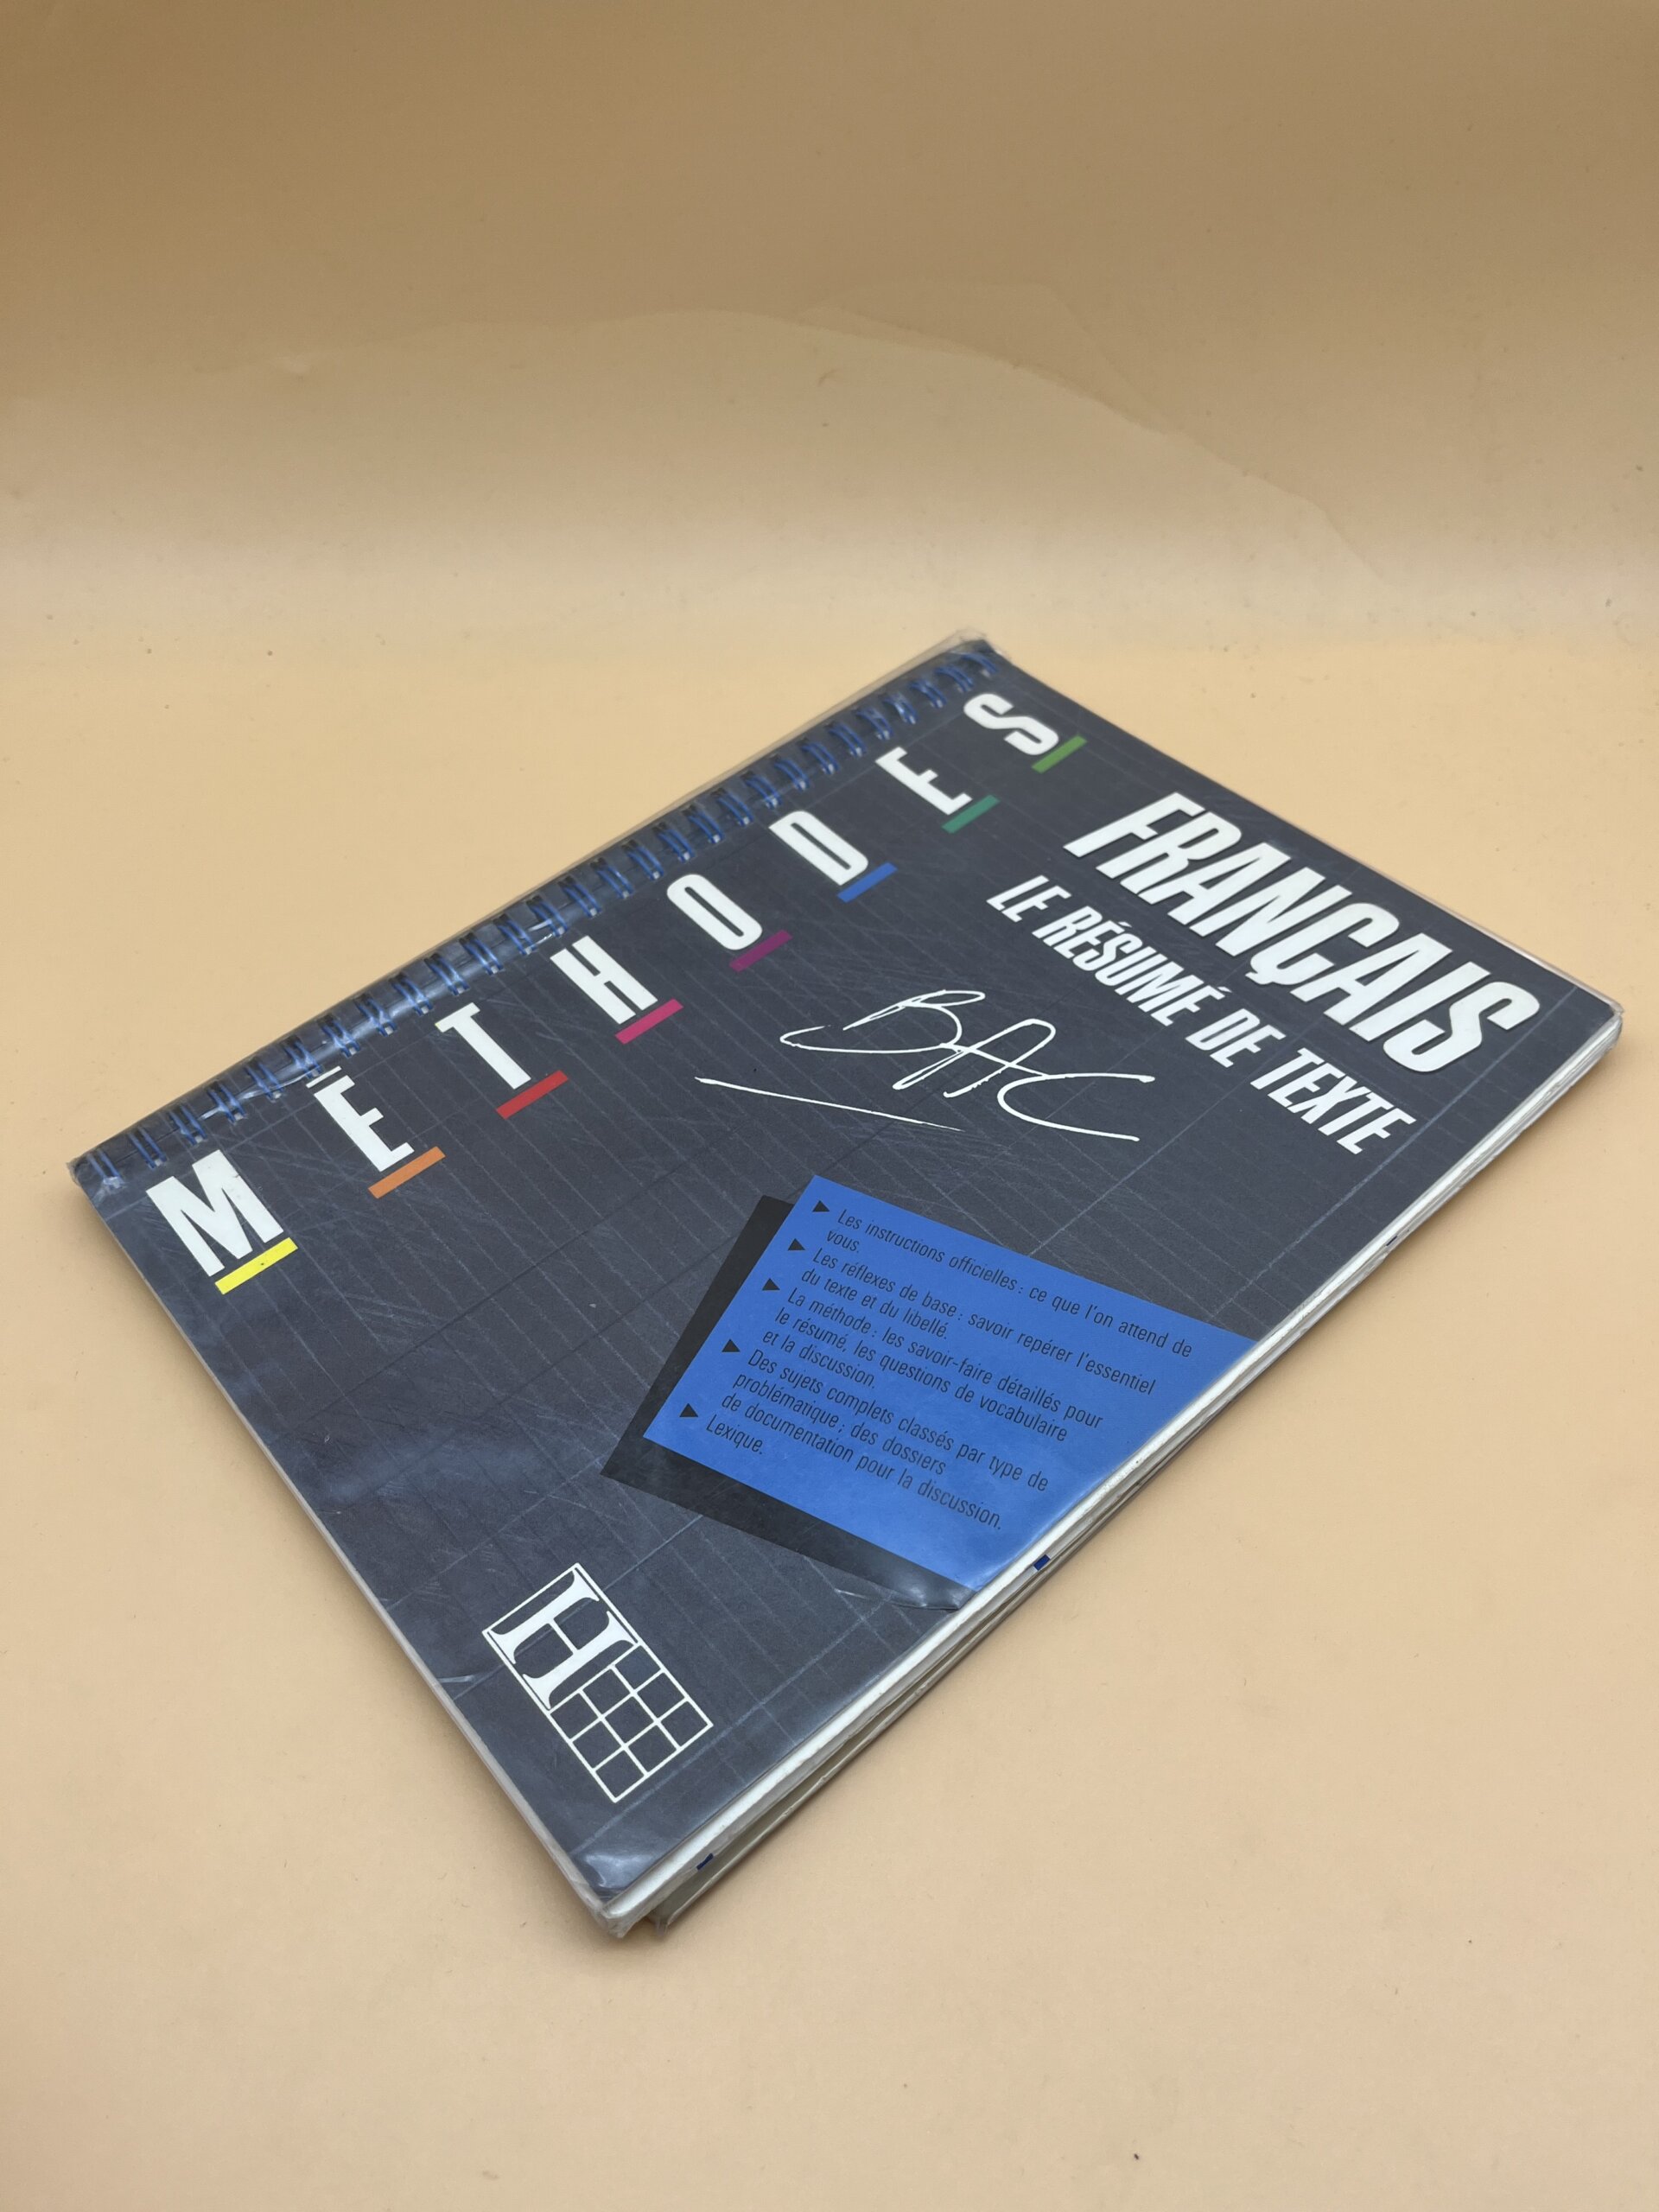 MÉTHODES
FRANÇAIS
LE RÉSUMÉ DE TEXTE
BAC
▶ Les instructions officielles : ce que l'on attend de
vous.
▶ Les réflexes de base : savoir repérer l'essentiel
du texte et du libellé.
▶ La méthode : les savoir-faire détaillés pour
le résumé, les questions de vocabulaire
et la discussion.
▶ Des sujets complets classés par type de
problématique ; des dossiers
de documentation pour la discussion.
▶ Lexique.
H